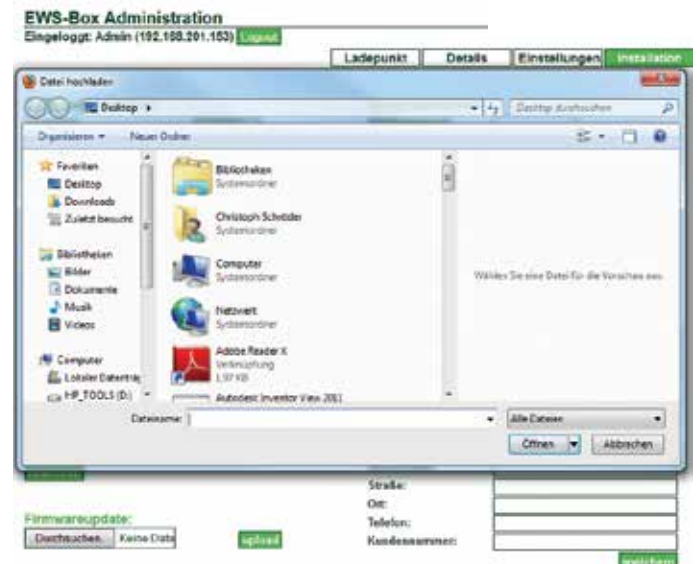 EWS-Box Administration
Eingeloggt: Admin (192.168.201.153) Logout
Ladepunkt Details Einstellungen Installation
Datei hochladen
Desktop
Desktop durchsuchen
Organisieren Neuer Ordner
Favoriten
Desktop
Downloads
Zuletzt besucht
Bibliotheken
Bilder
Dokumente
Musik
Videos
Computer
Lokaler Datenträg
HP_TOOLS (D:)
Bibliotheken
Systemordner
Christoph Schröder
Systemordner
Computer
Systemordner
Netzwerk
Systemordner
Adobe Reader X
Verknüpfung
1,97 KB
Autodesk Inventor View 2011
Wählen Sie eine Datei für die Vorschau aus.
Dateiname:
Alle Dateien
Öffnen Abbrechen
Straße:
Ort:
Telefon:
Kundennummer:
Firmwareupdate:
Durchsuchen Keine Data
upload
speichern